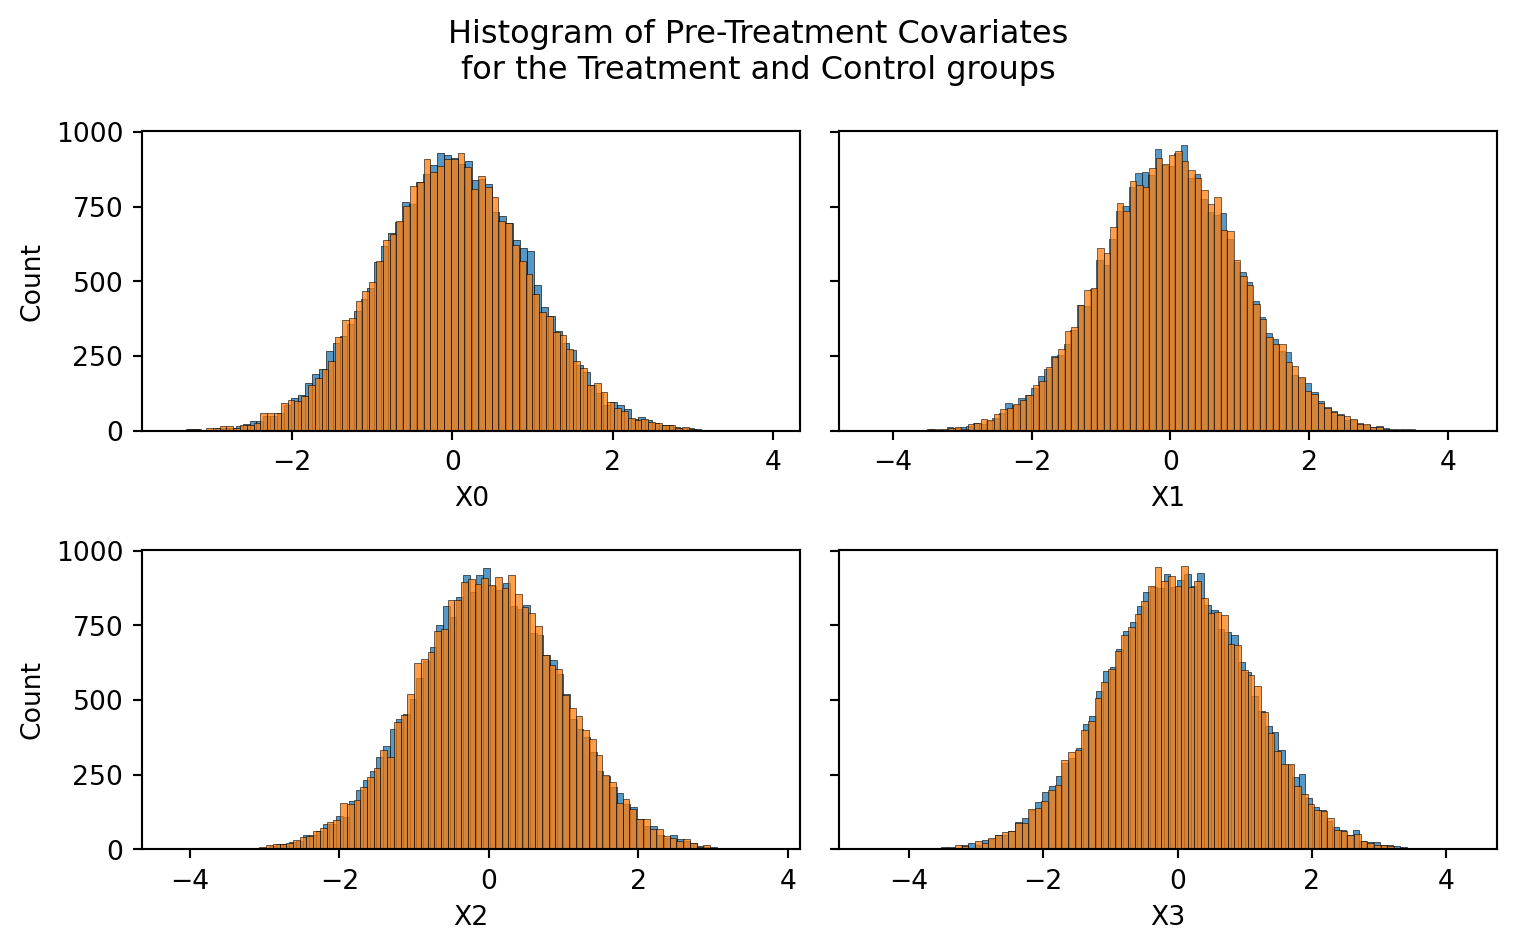 Histogram of Pre-Treatment Covariates
for the Treatment and Control groups
1000
750
500
250
0
Count
−2 0 2 4
X0
−4 −2 0 2 4
X1
1000
750
500
250
0
Count
−4 −2 0 2 4
X2
−4 −2 0 2 4
X3